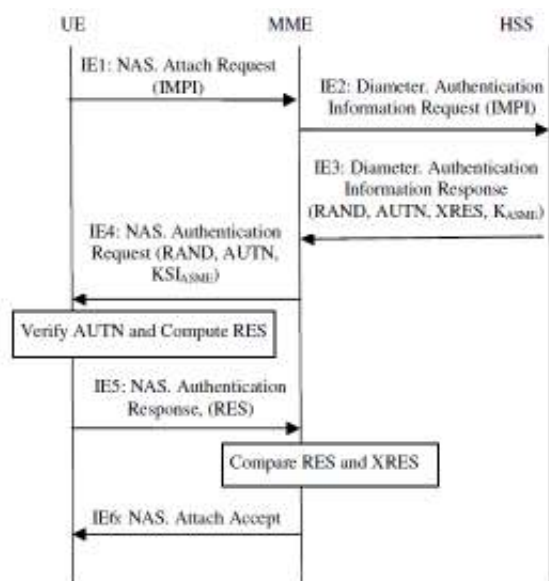 UE MME HSS
IE1: NAS. Attach Request
(IMPI)
IE2: Diameter. Authentication
Information Request (IMPI)
IE3: Diameter. Authentication
Information Response
(RAND, AUTN, XRES, KASME)
IE4: NAS. Authentication
Request (RAND, AUTN,
KSIASME)
Verify AUTN and Compute RES
IE5: NAS. Authentication
Response, (RES)
Compare RES and XRES
IE6: NAS. Attach Accept